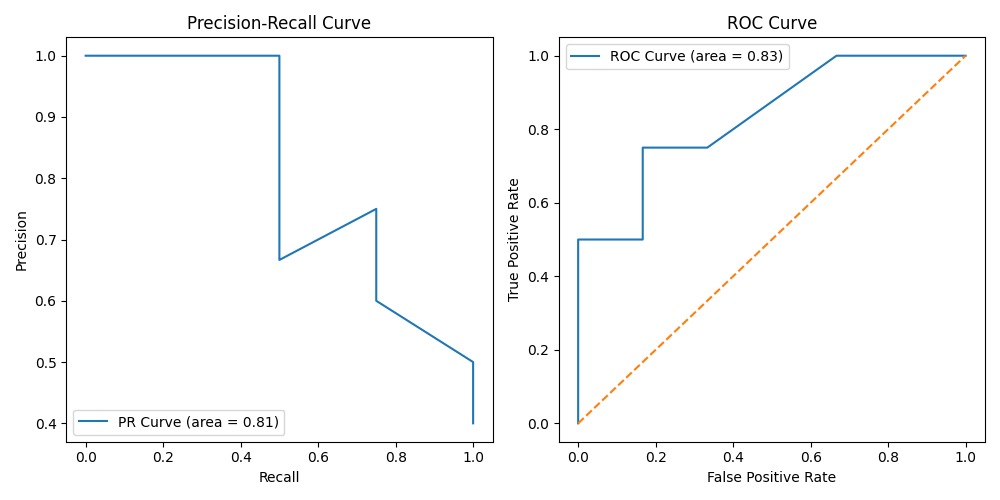 Precision-Recall Curve
1.0
0.9
0.8
0.7
0.6
0.5
0.4
Precision
PR Curve (area = 0.81)
0.0 0.2 0.4 0.6 0.8 1.0
Recall
ROC Curve
ROC Curve (area = 0.83)
1.0
0.8
0.6
0.4
0.2
0.0
True Positive Rate
0.0 0.2 0.4 0.6 0.8 1.0
False Positive Rate